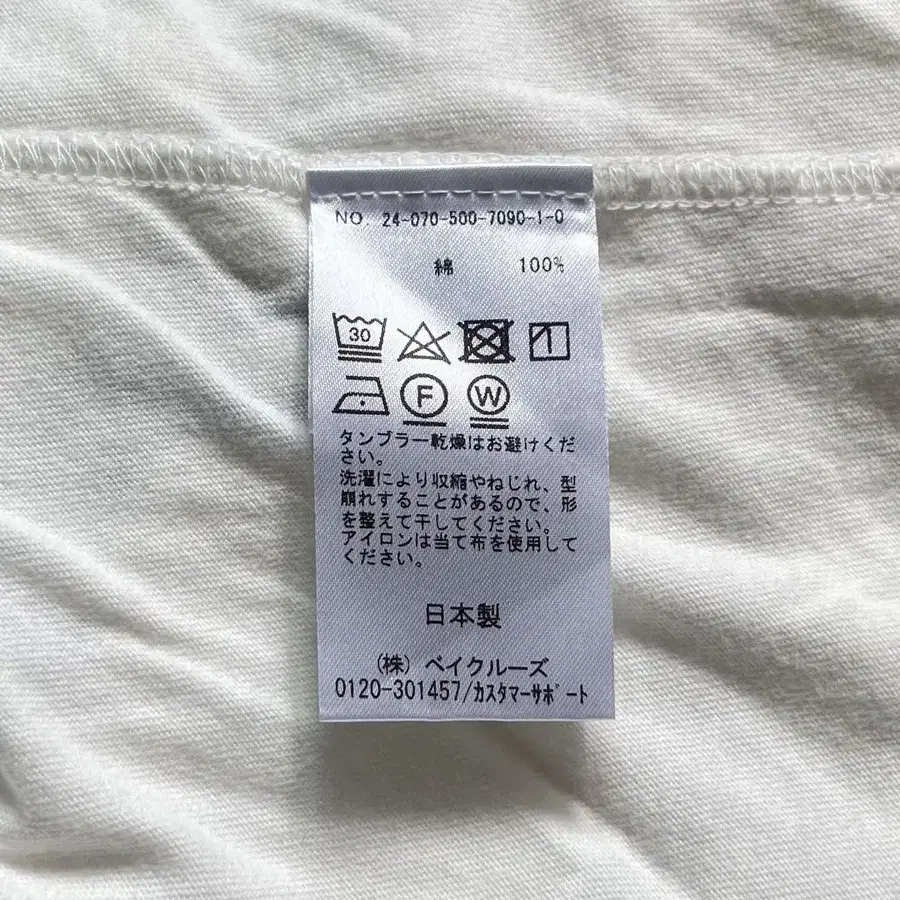 NO. 24-070-500-7090-1-0
綿 100%
30
F W
タンブラー乾燥はお避けくだ
さい。
洗濯により収縮やねじれ、型
崩れすることがあるので、形
を整えて干してください。
アイロンは当て布を使用して
ください。
日本製
(株) ベイクルーズ
0120-301457/カスタマーサポート